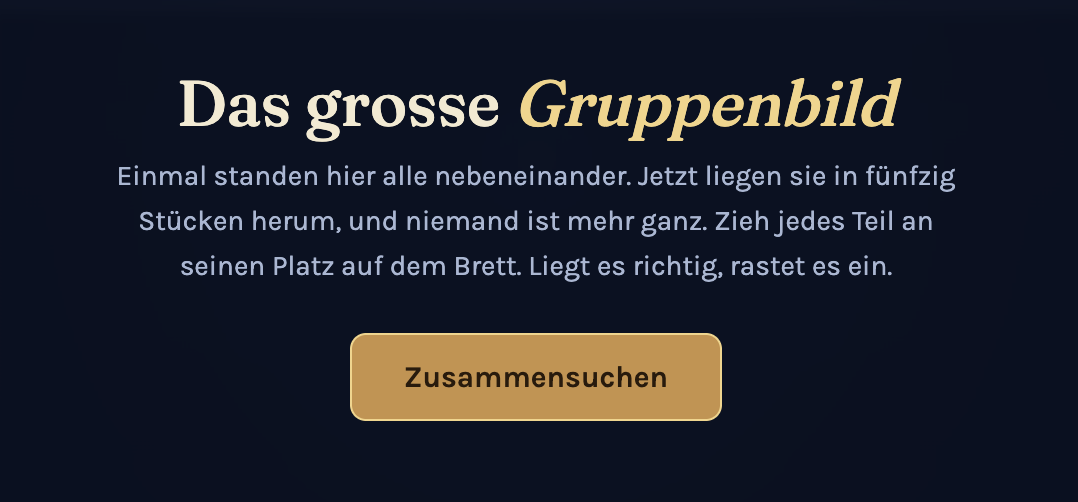 Das grosse Gruppenbild
Einmal standen hier alle nebeneinander. Jetzt liegen sie in fünfzig
Stücken herum, und niemand ist mehr ganz. Zieh jedes Teil an
seinen Platz auf dem Brett. Liegt es richtig, rastet es ein.
Zusammensuchen